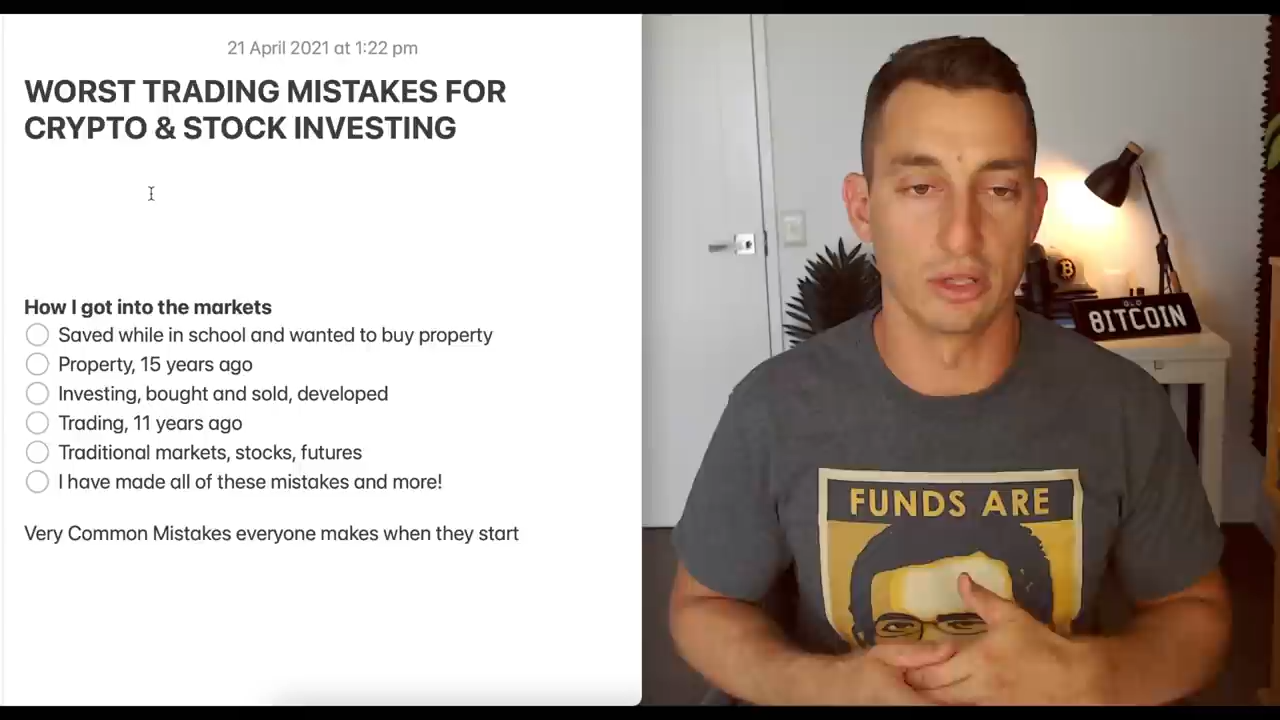 21 April 2021 at 1:22 pm
WORST TRADING MISTAKES FOR
CRYPTO & STOCK INVESTING
How I got into the markets
Saved while in school and wanted to buy property
Property, 15 years ago
Investing, bought and sold, developed
Trading, 11 years ago
Traditional markets, stocks, futures
I have made all of these mistakes and more!
Very Common Mistakes everyone makes when they start
QLD
BITCOIN
FUNDS ARE